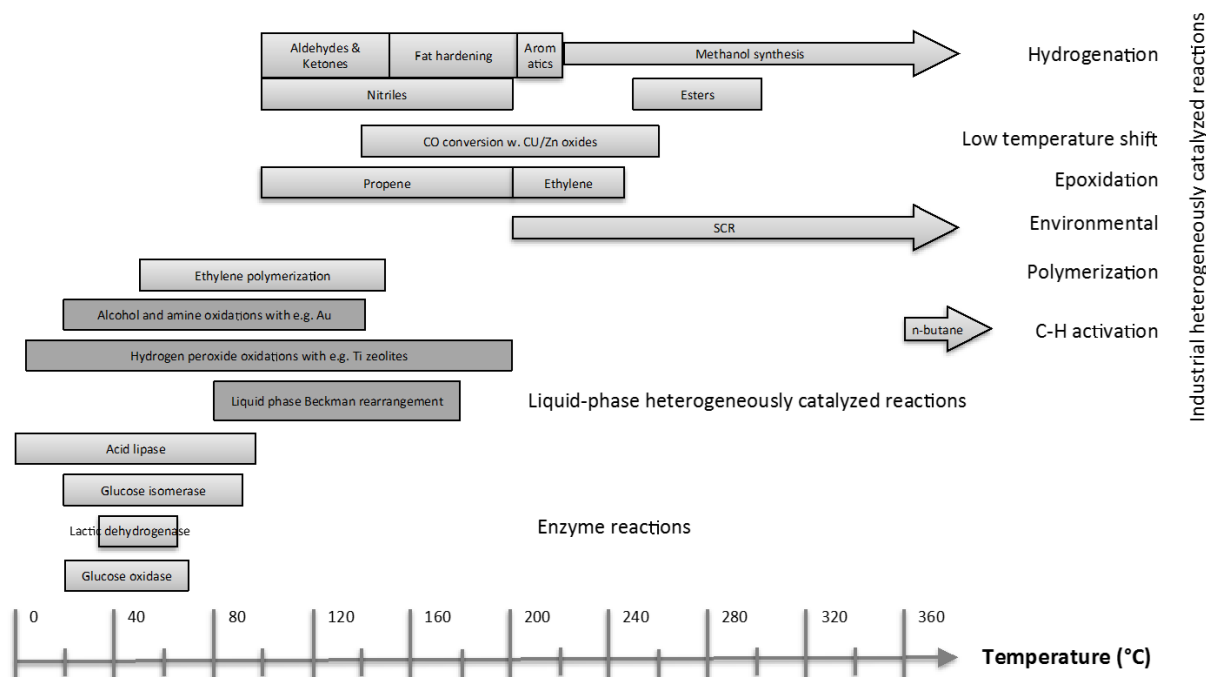 Aldehydes &
Ketones
Fat hardening
Arom
atics
Methanol synthesis
Hydrogenation
Nitriles
Esters
CO conversion w. CU/Zn oxides
Low temperature shift
Propene
Ethylene
Epoxidation
SCR
Environmental
Ethylene polymerization
Polymerization
Alcohol and amine oxidations with e.g. Au
n-butane
C-H activation
Hydrogen peroxide oxidations with e.g. Ti zeolites
Liquid phase Beckman rearrangement
Liquid-phase heterogeneously catalyzed reactions
Industrial heterogeneously catalyzed reactions
Acid lipase
Glucose isomerase
Lactic dehydrogenase
Enzyme reactions
Glucose oxidase
0 40 80 120 160 200 240 280 320 360
Temperature (°C)